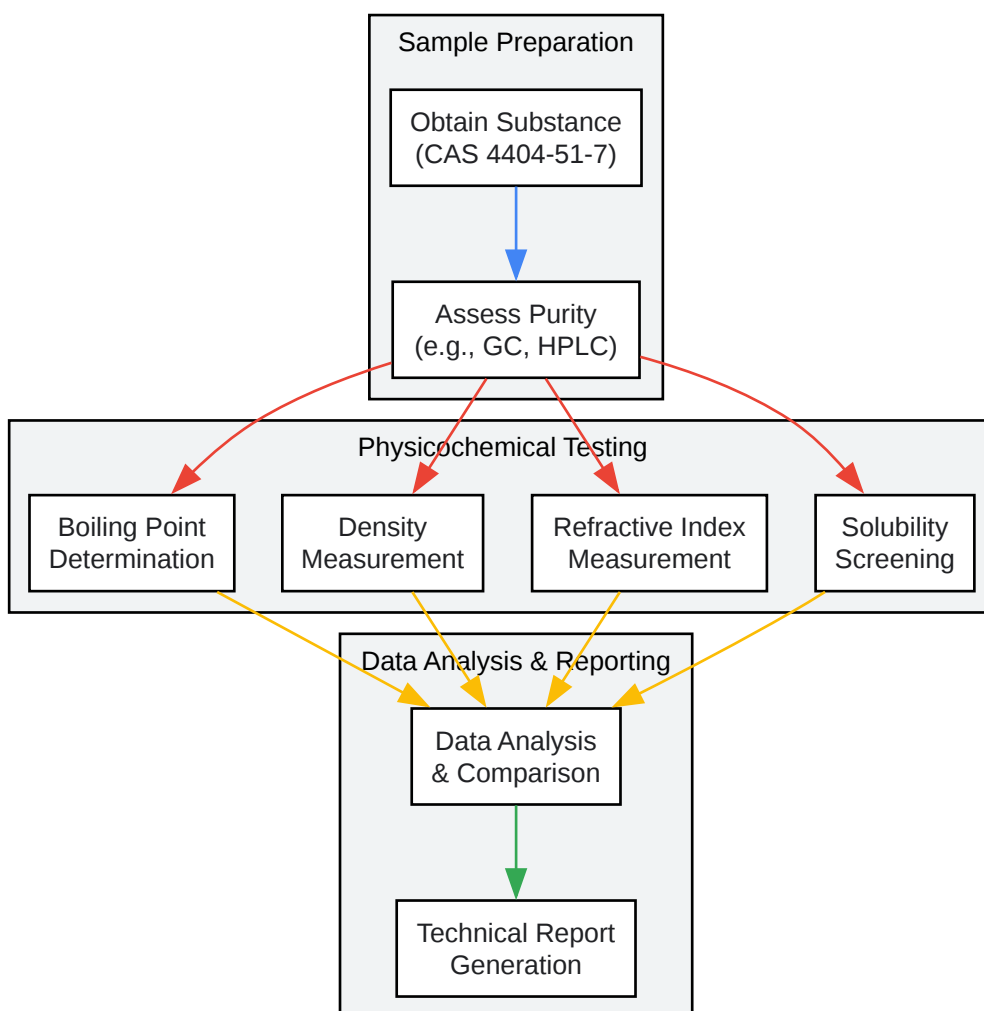 Sample Preparation
Obtain Substance
(CAS 4404-51-7)
Assess Purity
(e.g., GC, HPLC)
Physicochemical Testing
Boiling Point
Determination
Density
Measurement
Refractive Index
Measurement
Solubility
Screening
Data Analysis & Reporting
Data Analysis
& Comparison
Technical Report
Generation